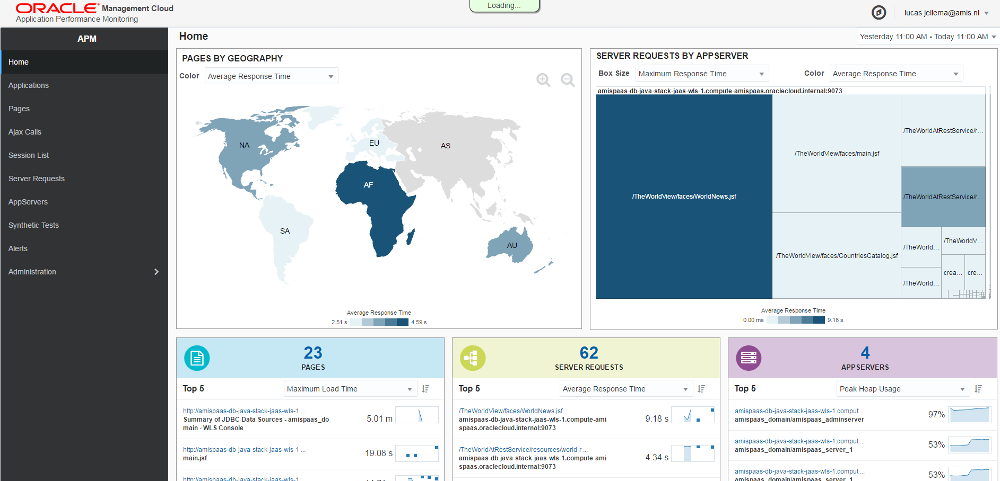 ORACLE Management Cloud
Application Performance Monitoring
Loading...
lucas.jellema@amis.nl
APM
Home
Applications
Pages
Ajax Calls
Session List
Server Requests
AppServers
Synthetic Tests
Alerts
Administration
Home
Yesterday 11:00 AM - Today 11:00 AM
PAGES BY GEOGRAPHY
Color Average Response Time
NA
EU
AS
AF
SA
AU
Average Response Time
2.51 s 4.59 s
SERVER REQUESTS BY APPSERVER
Box Size Maximum Response Time Color Average Response Time
amispaas-db-java-stack-jaas-wls-1.compute-amispaas.oraclecloud.internal:9073
/TheWorldView/faces/WorldNews.jsf
/TheWorldView/faces/main.jsf
/TheWorldView/faces/CountriesCatalog.jsf
/TheWorldAtRestService/r...
/TheWorldAtRestService/r...
/TheWorld...
/TheWorldV...
crea...
cre...
/TheWorld...
Average Response Time
0.00 ms 9.18 s
23
PAGES
Top 5 Maximum Load Time
http://amispaas-db-java-stack-jaas-wls-1 ...
Summary of JDBC Data Sources - amispaas_do
main - WLS Console
5.01 m
http://amispaas-db-java-stack-jaas-wls-1 ...
main.jsf
19.08 s
http://amispaas-db-java-stack-jaas-wls-1 ...
62
SERVER REQUESTS
Top 5 Average Response Time
/TheWorldView/faces/WorldNews.jsf
amispaas-db-java-stack-jaas-wls-1.compute-ami
spaas.oraclecloud.internal:9073
9.18 s
/TheWorldAtRestService/resources/world-r ...
amispaas-db-java-stack-jaas-wls-1.compute-ami
spaas.oraclecloud.internal:9073
4.34 s
4
APPSERVERS
Top 5 Peak Heap Usage
amispaas-db-java-stack-jaas-wls-1.comput ...
amispaas_domain/amispaas_adminserver
97%
amispaas-db-java-stack-jaas-wls-1.comput ...
amispaas_domain/amispaas_server_1
53%
amispaas-db-java-stack-jaas-wls-1.comput ...
amispaas_domain/amispaas_server_1
53%